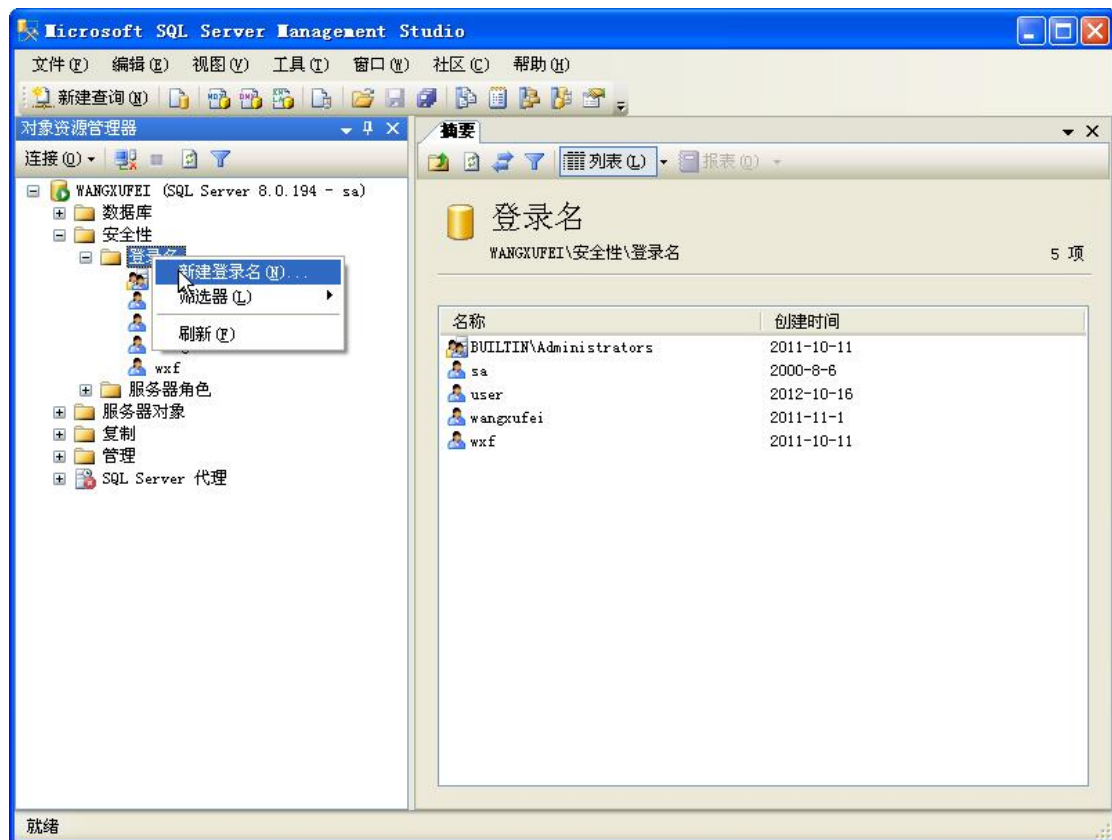 Microsoft SQL Server Management Studio
文件(F) 编辑(E) 视图(V) 工具(T) 窗口(W) 社区(C) 帮助(H)
新建查询(N)
对象资源管理器
连接(O)
WANGXUFEI (SQL Server 8.0.194 - sa)
数据库
安全性
登录名
新建登录名(N)...
筛选器(L)
刷新(F)
wxf
服务器角色
服务器对象
复制
管理
SQL Server 代理
摘要
列表(L) 报表(O)
登录名
WANGXUFEI\安全性\登录名 5 项
名称 创建时间
BUILTIN\Administrators 2011-10-11
sa 2000-8-6
user 2012-10-16
wangxufei 2011-11-1
wxf 2011-10-11
就绪